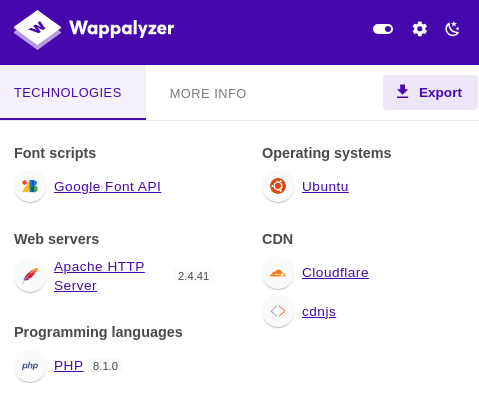 Wappalyzer
TECHNOLOGIES
MORE INFO
Export
Font scripts
Google Font API
Operating systems
Ubuntu
Web servers
Apache HTTP
Server
2.4.41
CDN
Cloudflare
cdnjs
Programming languages
php
PHP
8.1.0